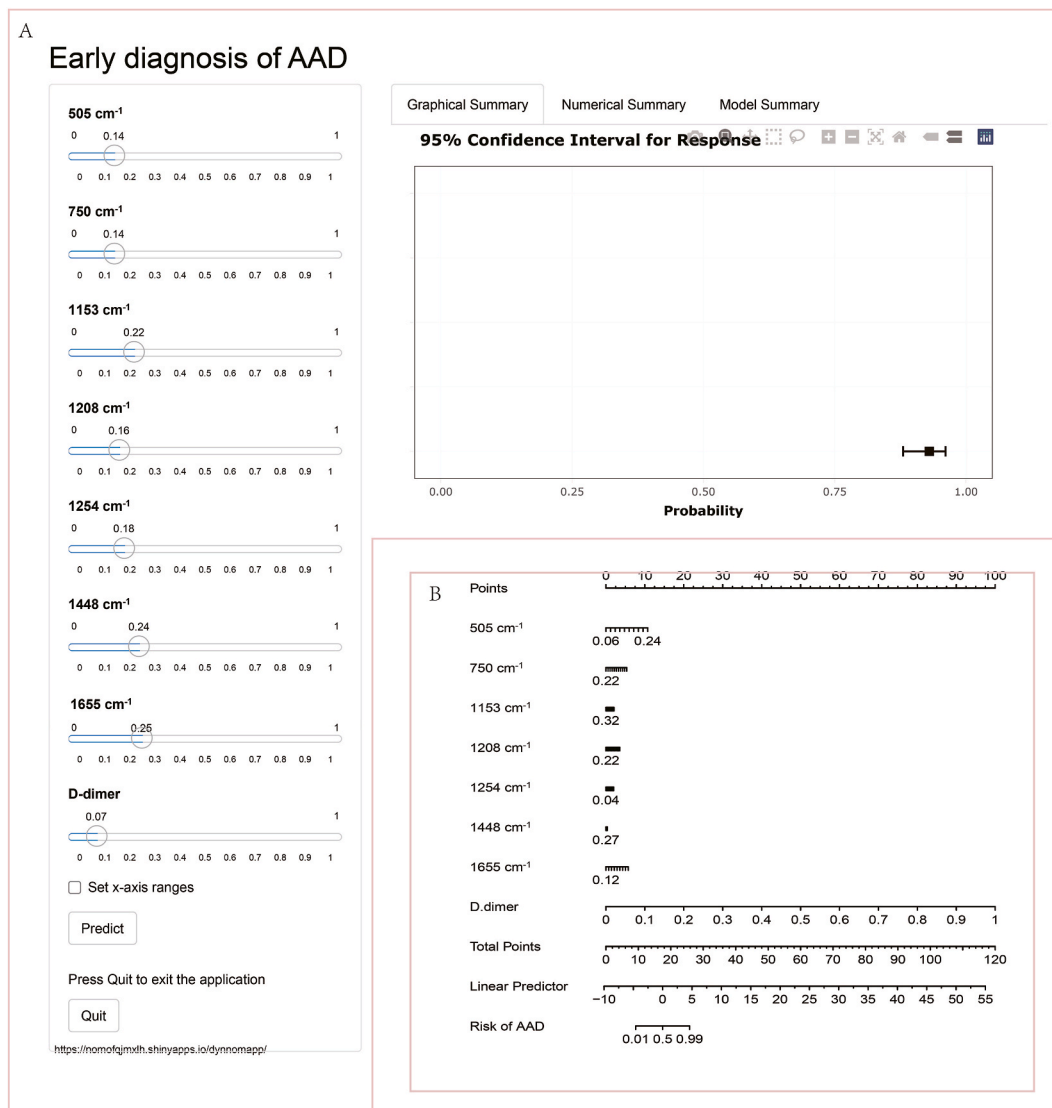 A
Early diagnosis of AAD
505 cm-1
0 0.14 1
0 0.1 0.2 0.3 0.4 0.5 0.6 0.7 0.8 0.9 1
750 cm-1
0 0.14 1
0 0.1 0.2 0.3 0.4 0.5 0.6 0.7 0.8 0.9 1
1153 cm-1
0 0.22 1
0 0.1 0.2 0.3 0.4 0.5 0.6 0.7 0.8 0.9 1
1208 cm-1
0 0.16 1
0 0.1 0.2 0.3 0.4 0.5 0.6 0.7 0.8 0.9 1
1254 cm-1
0 0.18 1
0 0.1 0.2 0.3 0.4 0.5 0.6 0.7 0.8 0.9 1
1448 cm-1
0 0.24 1
0 0.1 0.2 0.3 0.4 0.5 0.6 0.7 0.8 0.9 1
1655 cm-1
0 0.25 1
0 0.1 0.2 0.3 0.4 0.5 0.6 0.7 0.8 0.9 1
D-dimer
0.07 1
0 0.1 0.2 0.3 0.4 0.5 0.6 0.7 0.8 0.9 1
Set x-axis ranges
Predict
Press Quit to exit the application
Quit
https://nomofqjmxlh.shinyapps.io/dynnomapp/
Graphical Summary Numerical Summary Model Summary
95% Confidence Interval for Response
0.00 0.25 0.50 0.75 1.00
Probability
B
Points 0 10 20 30 40 50 60 70 80 90 100
505 cm-1
0.06 0.24
750 cm-1
0.22
1153 cm-1
0.32
1208 cm-1
0.22
1254 cm-1
0.04
1448 cm-1
0.27
1655 cm-1
0.12
D.dimer
0 0.1 0.2 0.3 0.4 0.5 0.6 0.7 0.8 0.9 1
Total Points
0 10 20 30 40 50 60 70 80 90 100 120
Linear Predictor
−10 0 5 10 15 20 25 30 35 40 45 50 55
Risk of AAD
0.01 0.5 0.99